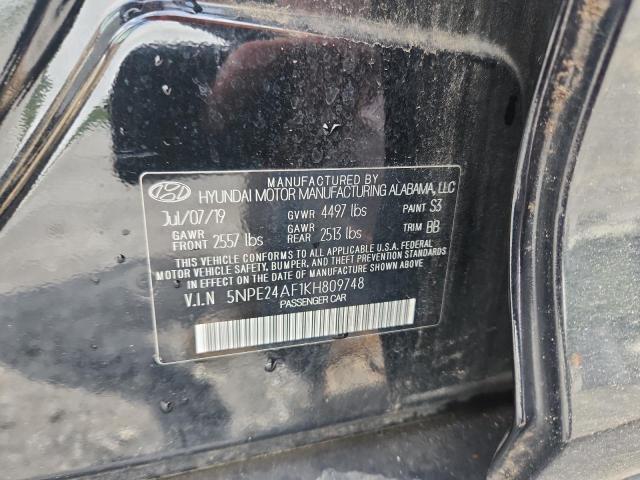 MANUFACTURED BY
HYUNDAI MOTOR MANUFACTURING ALABAMA, LLC
Jul/07/19 GVWR 4497 lbs PAINT S3
GAWR FRONT 2557 lbs GAWR REAR 2513 lbs TRIM BB
THIS VEHICLE CONFORMS TO ALL APPLICABLE U.S.A. FEDERAL
MOTOR VEHICLE SAFETY, BUMPER, AND THEFT PREVENTION STANDARDS
IN EFFECT ON THE DATE OF MANUFACTURE SHOWN ABOVE.
V.I.N 5NPE24AF1KH809748
PASSENGER CAR